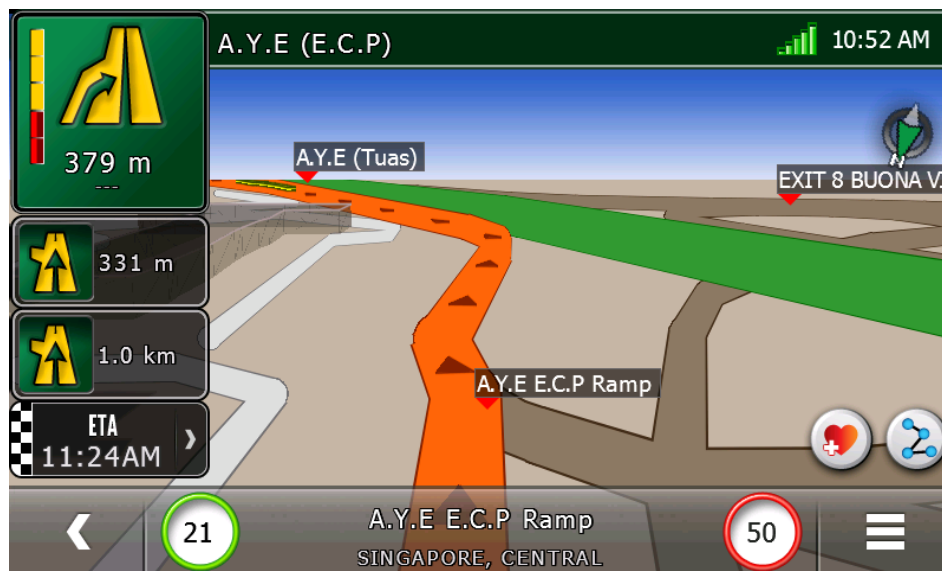 A.Y.E (E.C.P)
10:52 AM
379 m
---
A.Y.E (Tuas)
N
331 m
1.0 km
A.Y.E E.C.P Ramp
ETA
11:24AM
21
A.Y.E E.C.P Ramp
SINGAPORE, CENTRAL
50
EXIT 8 BUONA